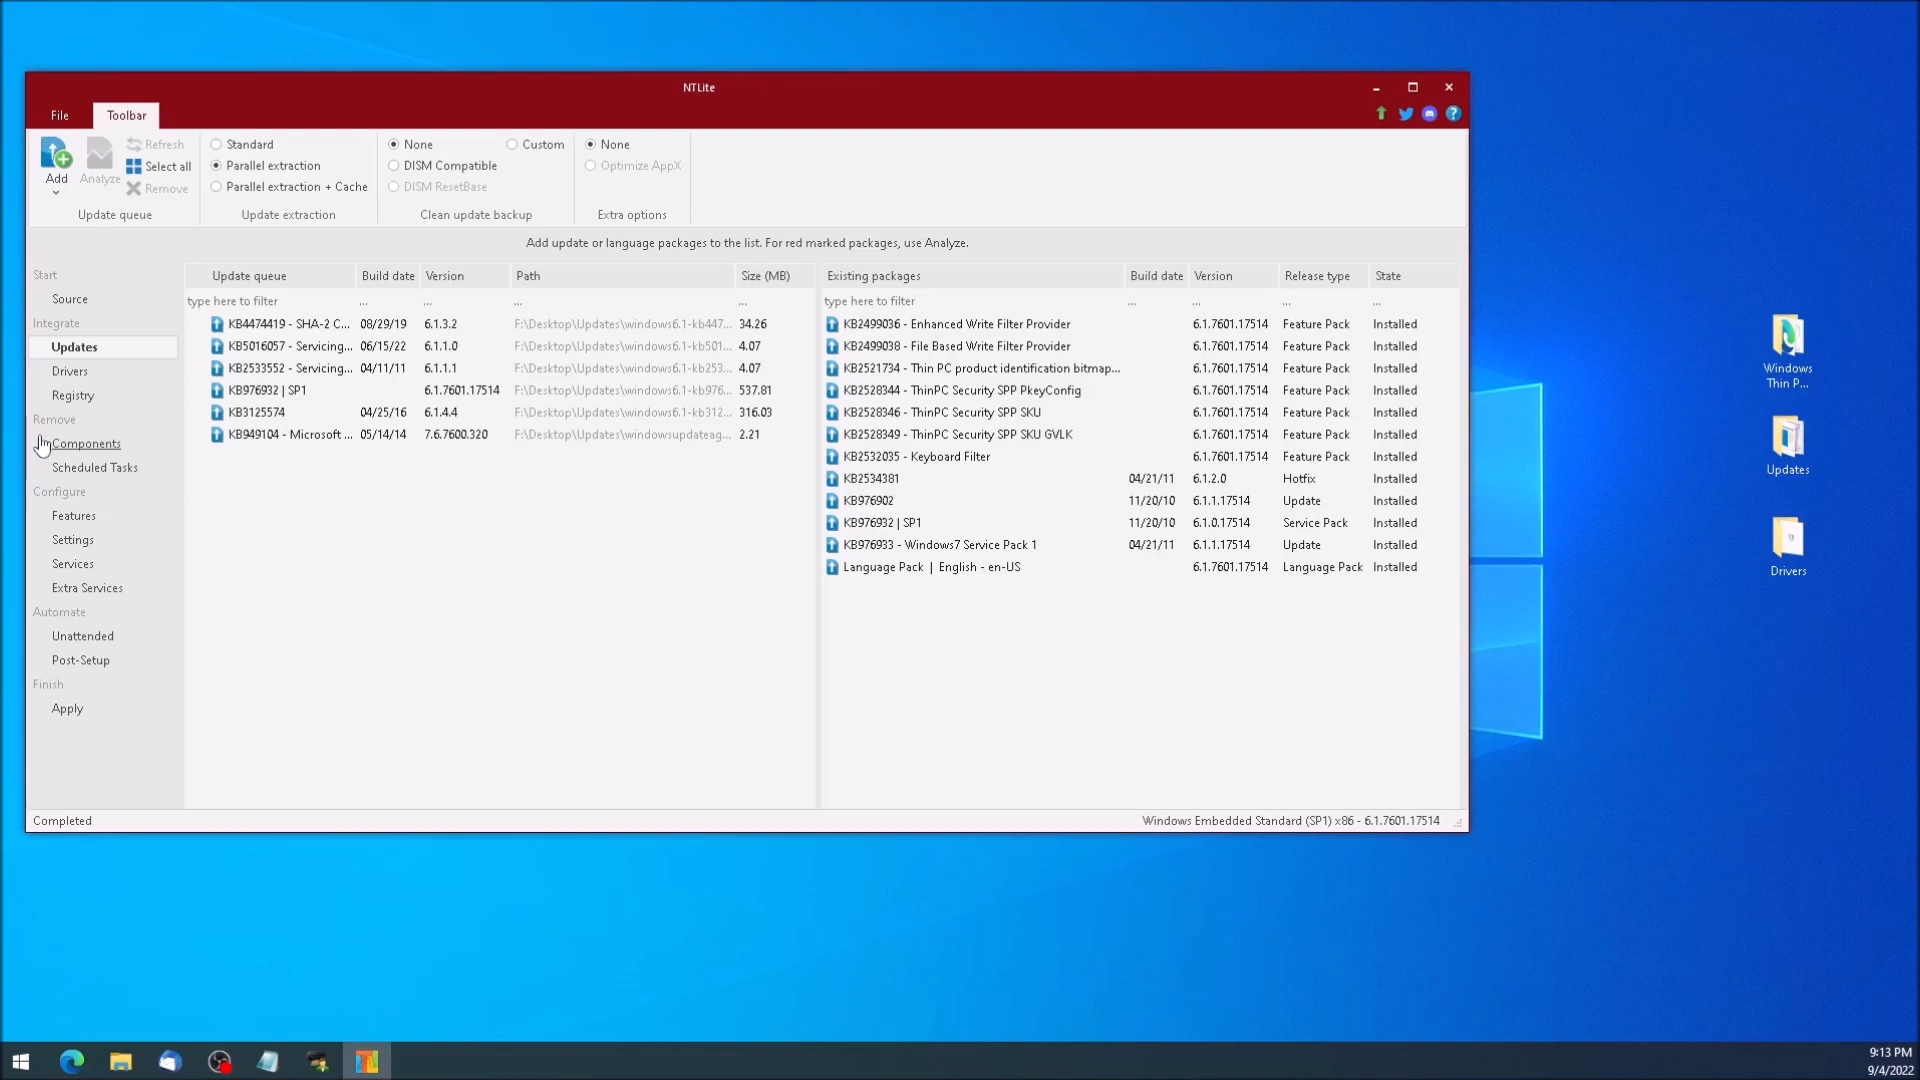 NTLite
File
Toolbar
Add
Analyze
Refresh
Select all
Remove
Update queue
Standard
Parallel extraction
Parallel extraction + Cache
Update extraction
None
Custom
DISM Compatible
DISM ResetBase
Clean update backup
None
Optimize AppX
Extra options
Add update or language packages to the list. For red marked packages, use Analyze.
Start
Source
Integrate
Updates
Drivers
Registry
Remove
Components
Scheduled Tasks
Configure
Features
Settings
Services
Extra Services
Automate
Unattended
Post-Setup
Finish
Apply
Update queue Build date Version Path Size (MB)
type here to filter ... ... ... ...
KB4474419 - SHA-2 C... 08/29/19 6.1.3.2 F:\Desktop\Updates\windows6.1-kb447... 34.26
KB5016057 - Servicing... 06/15/22 6.1.1.0 F:\Desktop\Updates\windows6.1-kb501... 4.07
KB2533552 - Servicing... 04/11/11 6.1.1.1 F:\Desktop\Updates\windows6.1-kb253... 4.07
KB976932 | SP1 6.1.7601.17514 F:\Desktop\Updates\windows6.1-kb976... 537.81
KB3125574 04/25/16 6.1.4.4 F:\Desktop\Updates\windows6.1-kb312... 316.03
KB949104 - Microsoft ... 05/14/14 7.6.7600.320 F:\Desktop\Updates\windowsupdateag... 2.21
Existing packages Build date Version Release type State
type here to filter ... ... ... ...
KB2499036 - Enhanced Write Filter Provider 6.1.7601.17514 Feature Pack Installed
KB2499038 - File Based Write Filter Provider 6.1.7601.17514 Feature Pack Installed
KB2521734 - Thin PC product identification bitmap... 6.1.7601.17514 Feature Pack Installed
KB2528344 - ThinPC Security SPP PkeyConfig 6.1.7601.17514 Feature Pack Installed
KB2528346 - ThinPC Security SPP SKU 6.1.7601.17514 Feature Pack Installed
KB2528349 - ThinPC Security SPP SKU GVLK 6.1.7601.17514 Feature Pack Installed
KB2532035 - Keyboard Filter 6.1.7601.17514 Feature Pack Installed
KB2534381 04/21/11 6.1.2.0 Hotfix Installed
KB976902 11/20/10 6.1.1.17514 Update Installed
KB976932 | SP1 11/20/10 6.1.0.17514 Service Pack Installed
KB976933 - Windows7 Service Pack 1 04/21/11 6.1.1.17514 Update Installed
Language Pack | English - en-US 6.1.7601.17514 Language Pack Installed
Completed
Windows Embedded Standard (SP1) x86 - 6.1.7601.17514
Windows
Thin P...
Updates
Drivers
9:13 PM
9/4/2022